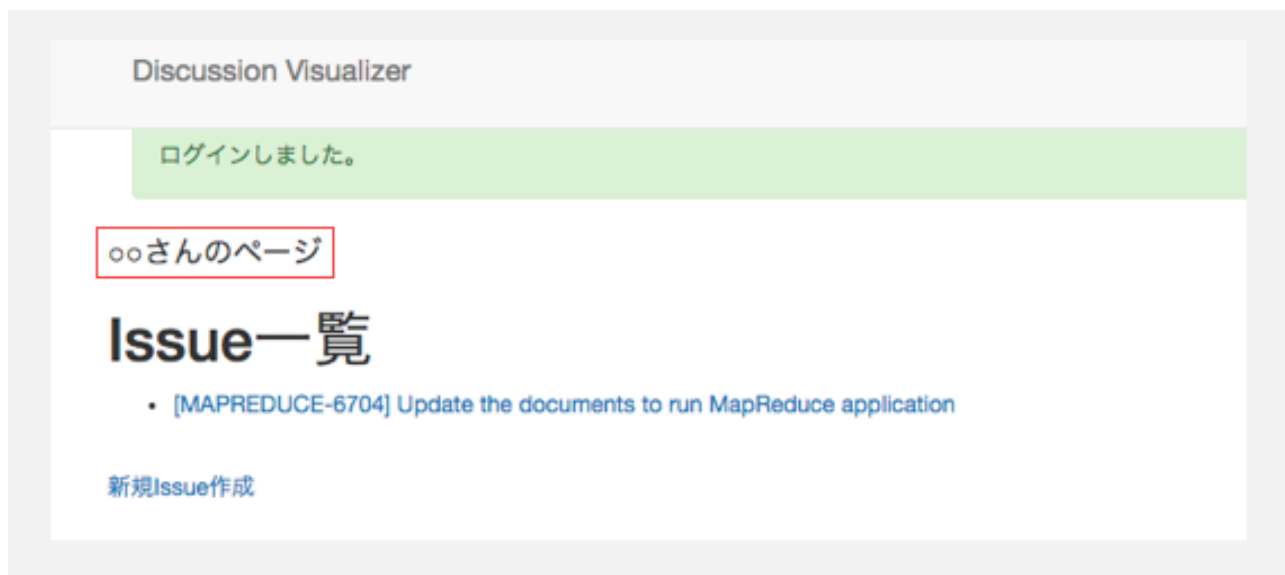 Discussion Visualizer
ログインしました。
○○さんのページ
Issue一覧
• [MAPREDUCE-6704] Update the documents to run MapReduce application
新規Issue作成